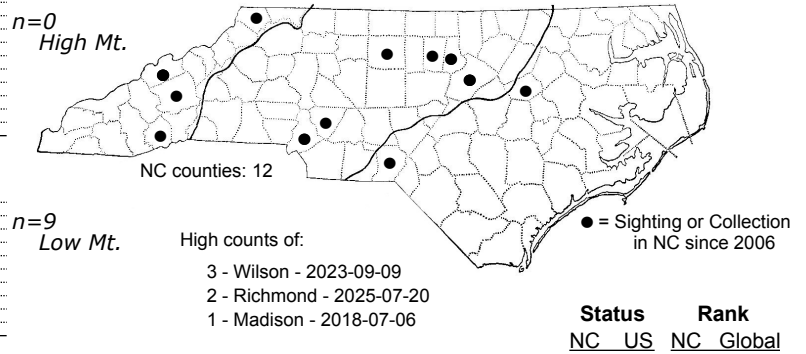 n=0
High Mt.
NC counties: 12
n=9
Low Mt.
High counts of:
3 - Wilson - 2023-09-09
2 - Richmond - 2025-07-20
1 - Madison - 2018-07-06
● = Sighting or Collection
in NC since 2006
Status Rank
NC US NC Global